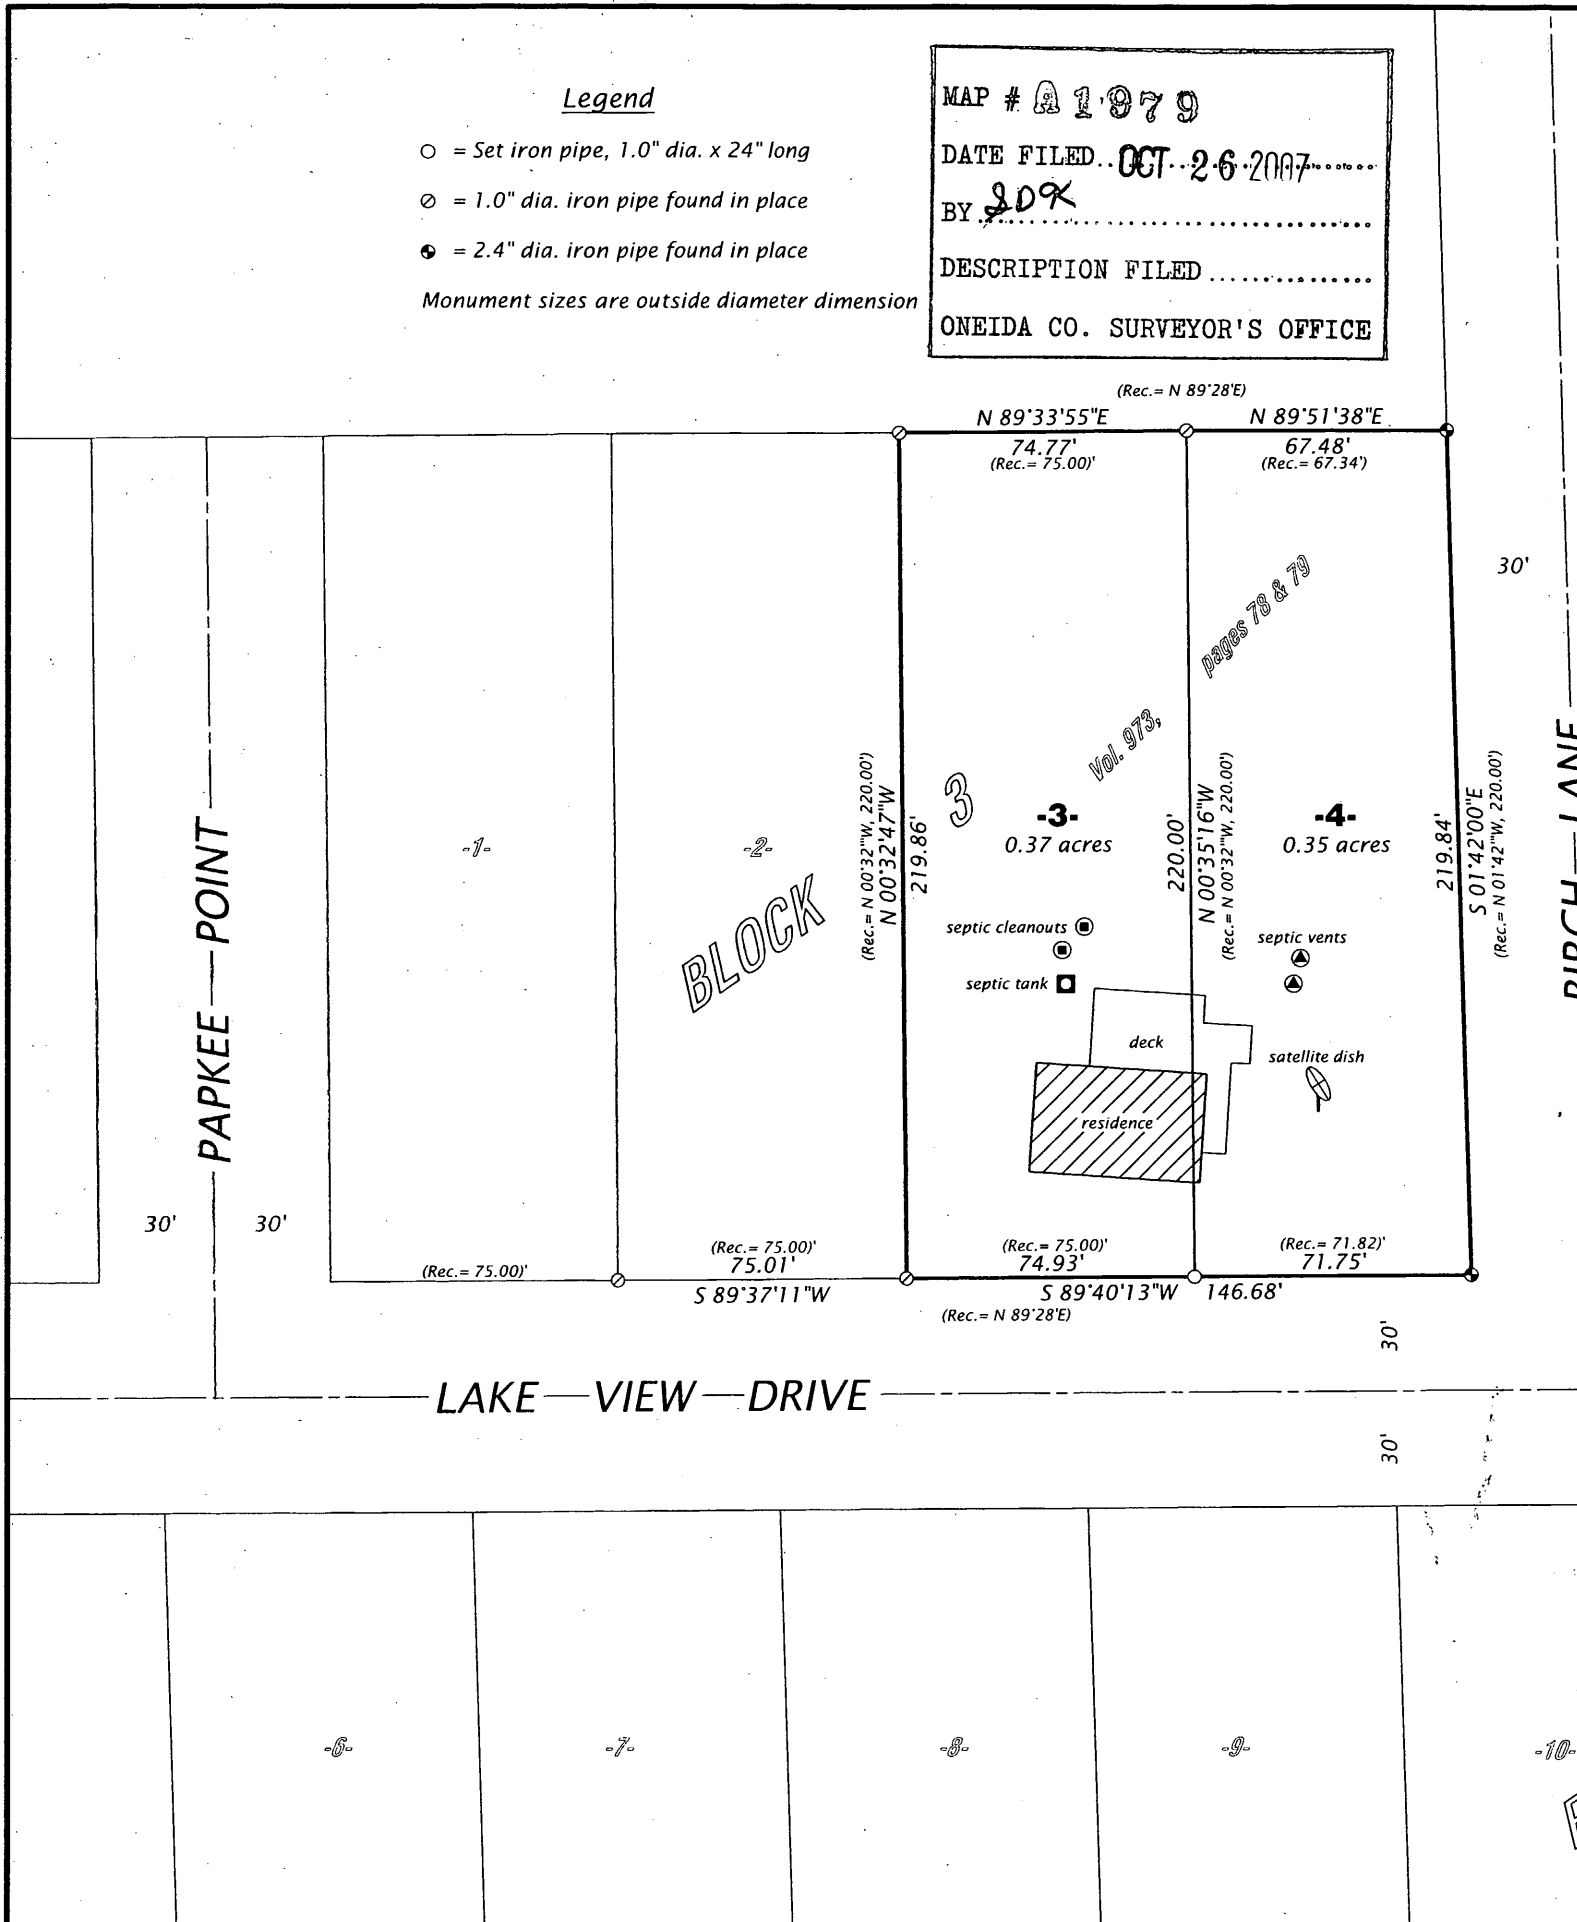 Legend
= Set iron pipe, 1.0" dia. x 24" long
= 1.0" dia. iron pipe found in place
= 2.4" dia. iron pipe found in place
Monument sizes are outside diameter dimension
MAP # A1979
DATE FILED..OCT 26 2007
BY SDK
DESCRIPTION FILED
ONEIDA CO. SURVEYOR'S OFFICE
(Rec.= N 89°28'E)
N 89°33'55"E
N 89°51'38"E
74.77'
67.48'
(Rec.= 75.00)'
(Rec.= 67.34')
30'
Vol. 973,
pages 78 & 79
BLOCK
3
-1-
-2-
-3-
0.37 acres
-4-
0.35 acres
(Rec.= N 00°32'"W, 220.00')
N 00°32'47"W
219.86'
220.00'
N 00°35'16"W
(Rec.= N 00°32'"W, 220.00')
219.84'
S 01°42'00"E
(Rec.= N 01°42'"W, 220.00')
BIRCH LANE
PAPKEE POINT
septic cleanouts
septic vents
septic tank
deck
satellite dish
residence
30'
30'
(Rec.= 75.00)'
(Rec.= 75.00)'
75.01'
S 89°37'11"W
(Rec.= 75.00)'
74.93'
(Rec.= 71.82)'
71.75'
S 89°40'13"W
146.68'
(Rec.= N 89°28'E)
30'
LAKE VIEW DRIVE
30'
-6-
-7-
-8-
-9-
-10-